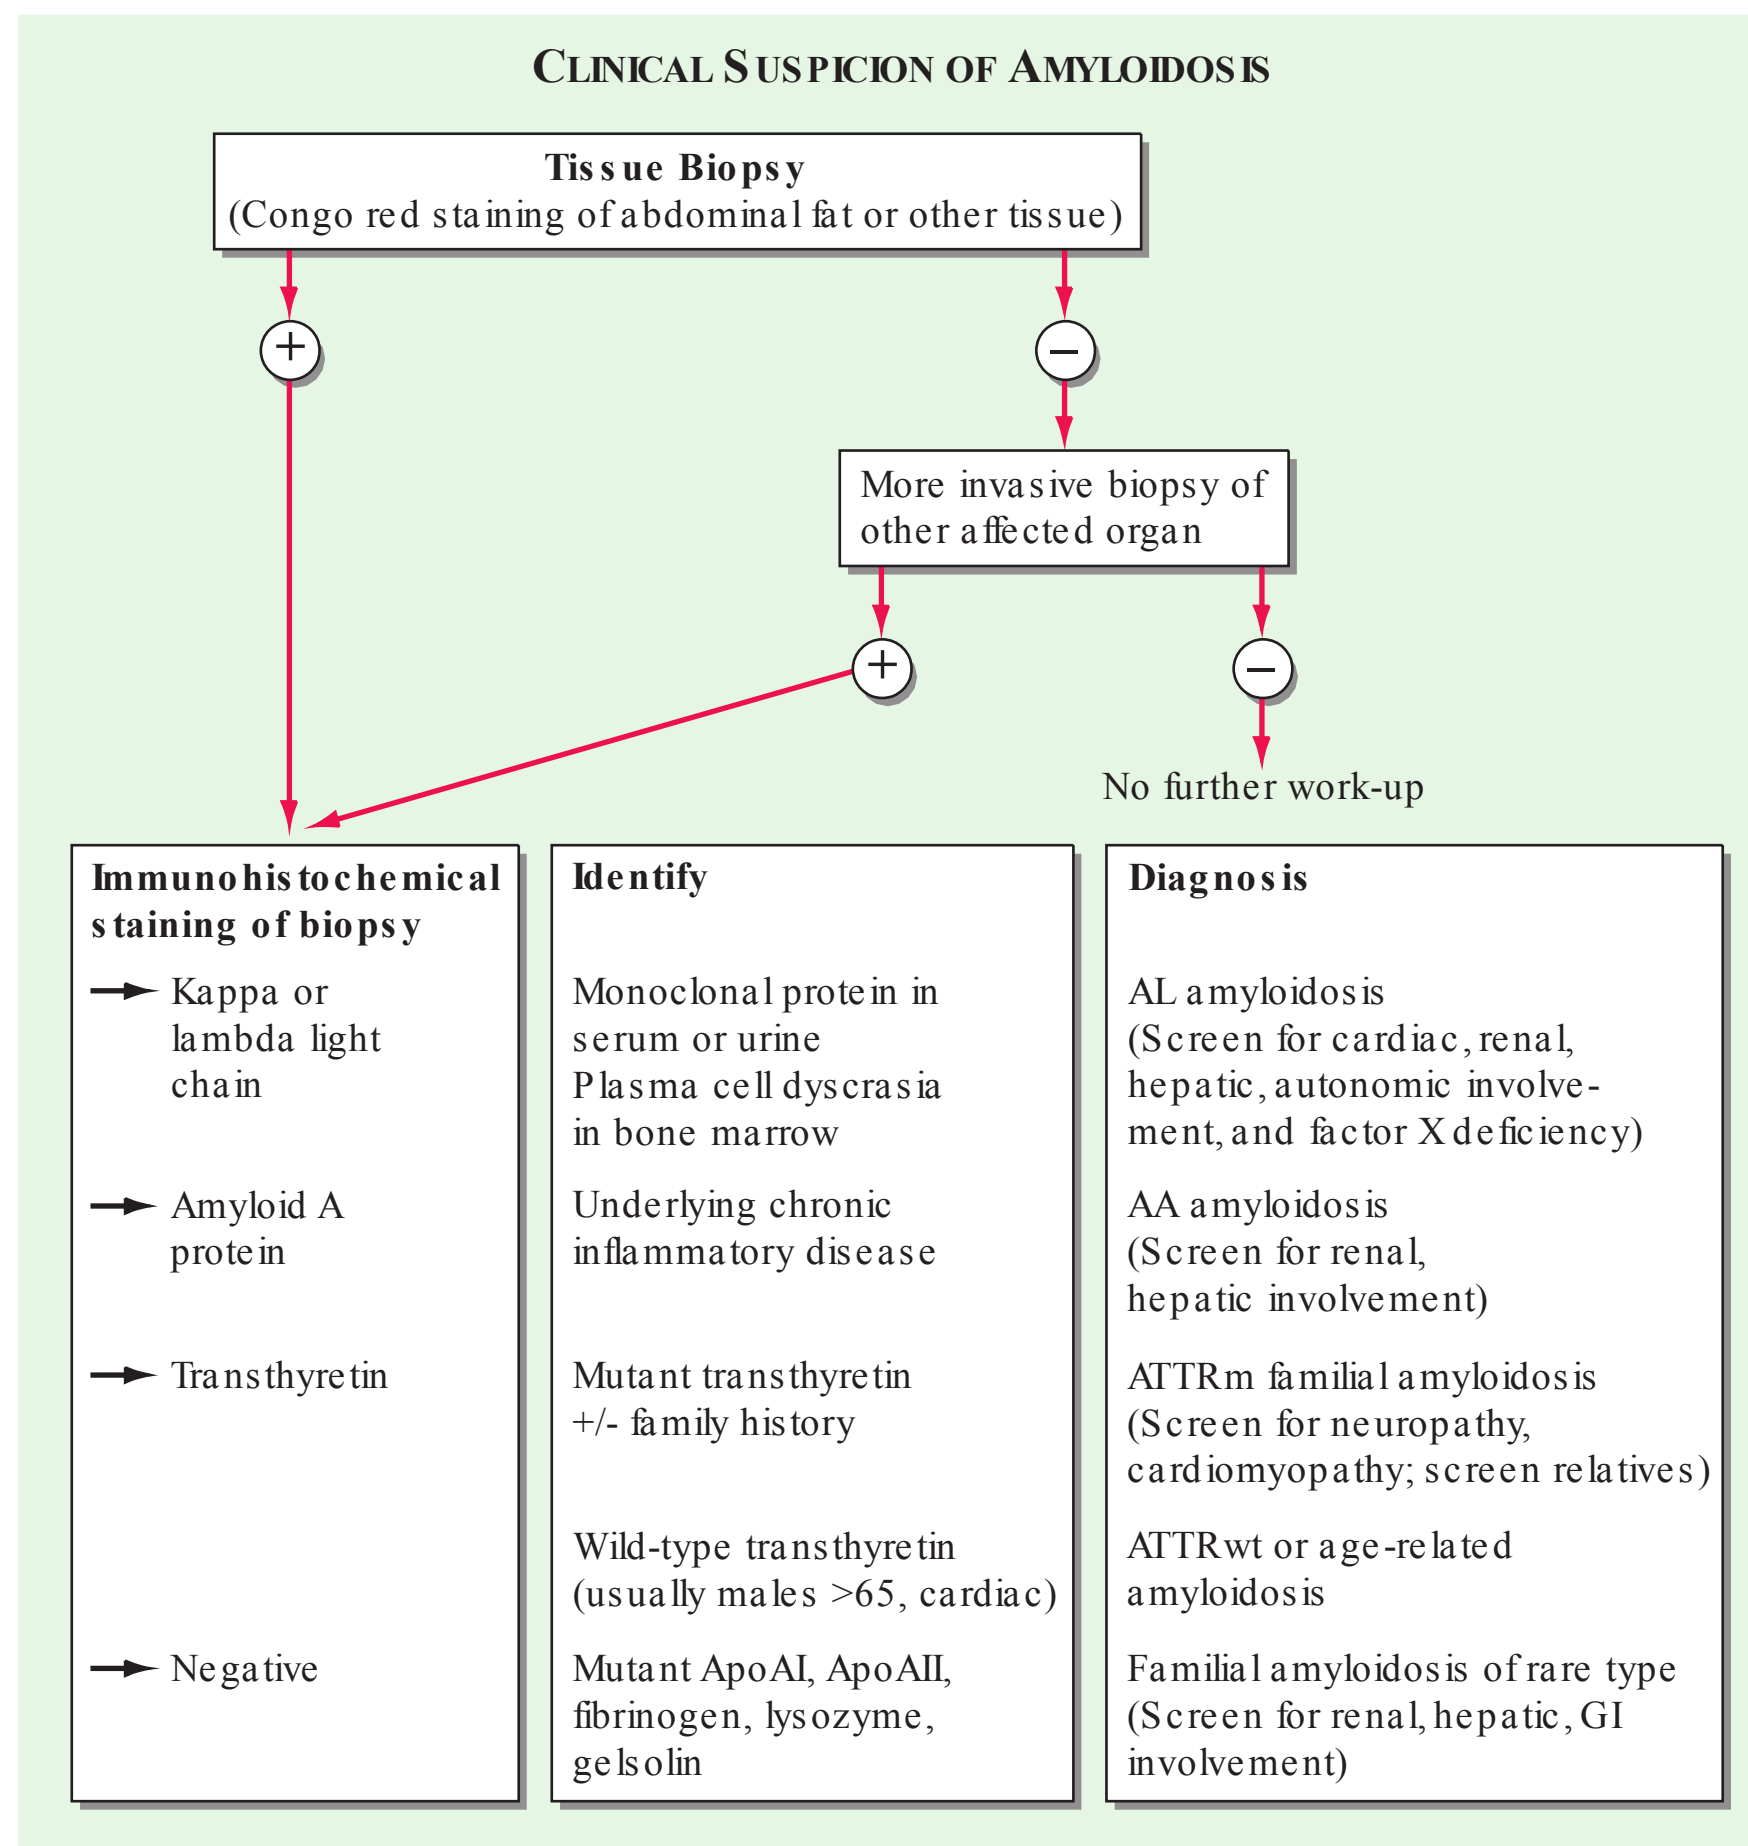 CLINICAL SUSPICION OF AMYLOIDOSIS
Tissue Biopsy
(Congo red staining of abdominal fat or other tissue)
+
–
More invasive biopsy of
other affected organ
+
–
No further work-up
Immunohistochemical
staining of biopsy
Kappa or
lambda light
chain
Amyloid A
protein
Transthyretin
Negative
Identify
Monoclonal protein in
serum or urine
Plasma cell dyscrasia
in bone marrow
Underlying chronic
inflammatory disease
Mutant transthyretin
+/- family history
Wild-type transthyretin
(usually males >65, cardiac)
Mutant ApoAI, ApoAII,
fibrinogen, lysozyme,
gelsolin
Diagnosis
AL amyloidosis
(Screen for cardiac, renal,
hepatic, autonomic involve-
ment, and factor X deficiency)
AA amyloidosis
(Screen for renal,
hepatic involvement)
ATTRm familial amyloidosis
(Screen for neuropathy,
cardiomyopathy; screen relatives)
ATTRwt or age-related
amyloidosis
Familial amyloidosis of rare type
(Screen for renal, hepatic, GI
involvement)